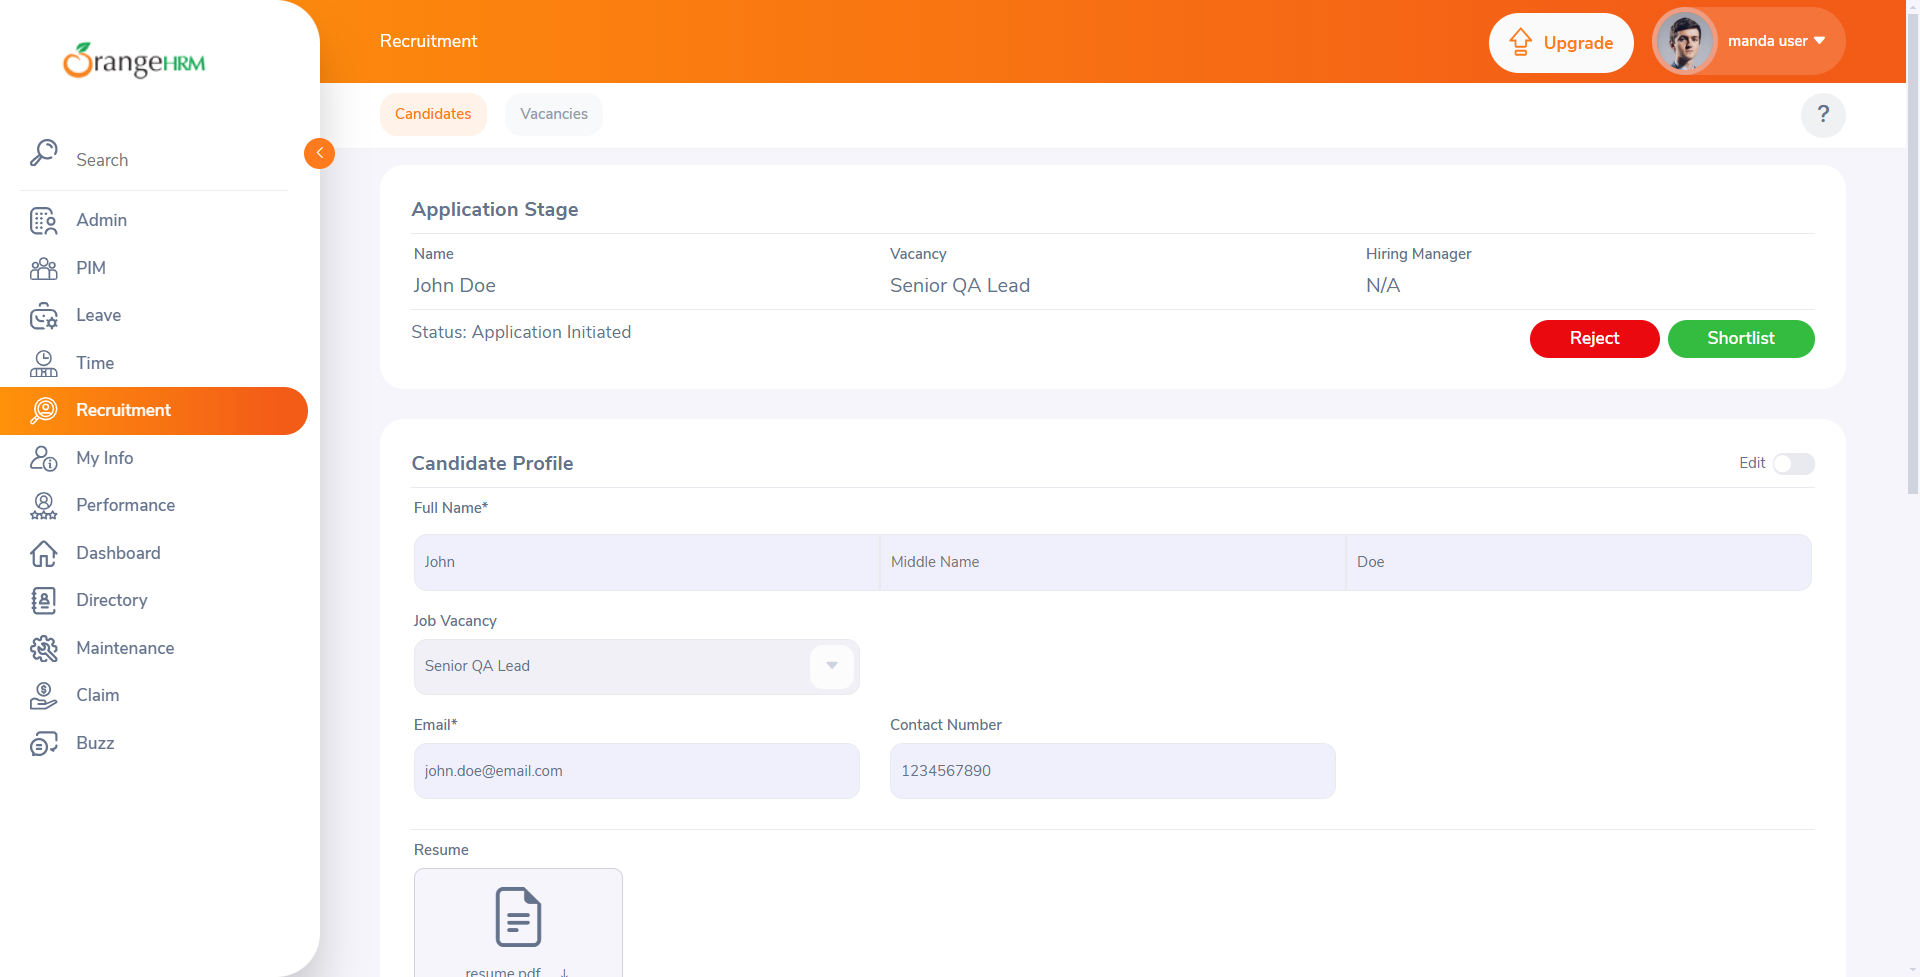 OrangeHRM
Search
Admin
PIM
Leave
Time
Recruitment
My Info
Performance
Dashboard
Directory
Maintenance
Claim
Buzz
Recruitment
Upgrade
manda user
Candidates
Vacancies
?
Application Stage
Name
Vacancy
Hiring Manager
John Doe
Senior QA Lead
N/A
Status: Application Initiated
Reject
Shortlist
Candidate Profile
Edit
Full Name*
John
Middle Name
Doe
Job Vacancy
Senior QA Lead
Email*
Contact Number
john.doe@email.com
1234567890
Resume
resume.pdf